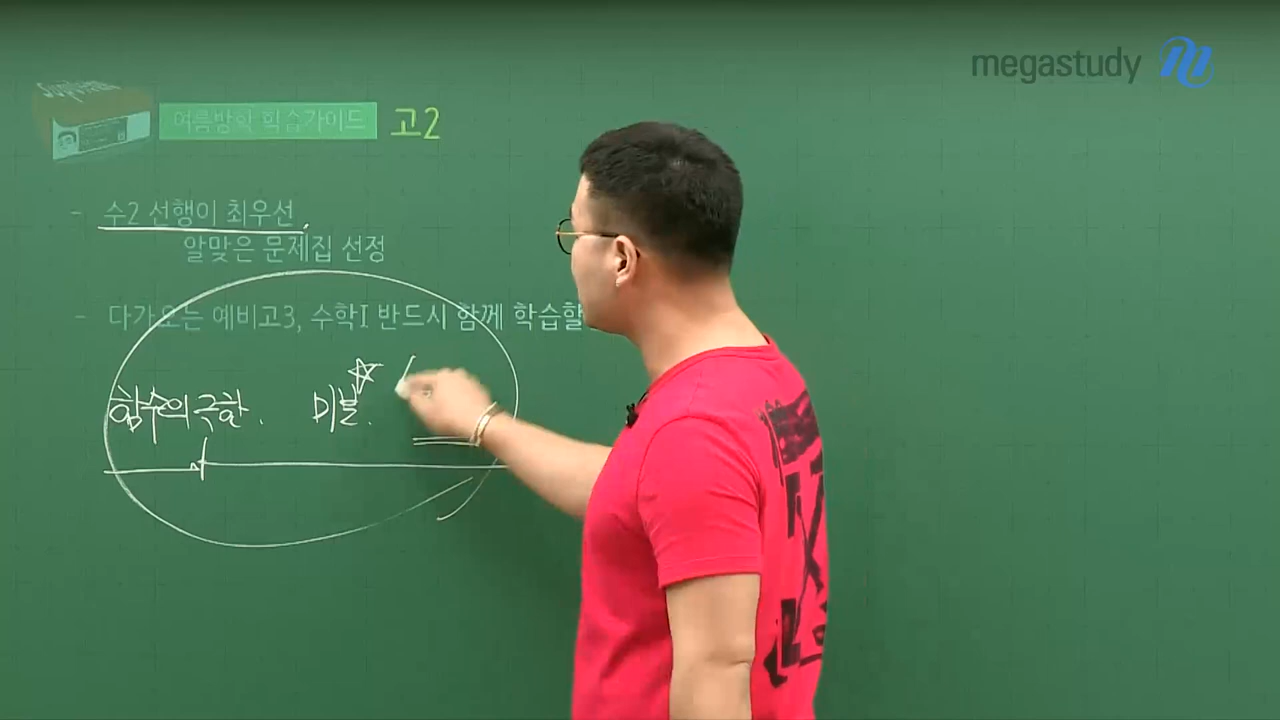 megastudy
여름방학 학습가이드 고2
- 수2 선행이 최우선
알맞은 문제집 선정
- 다가오는 예비고3, 수학I 반드시 함께 학습할
함수의 극한. 미분.